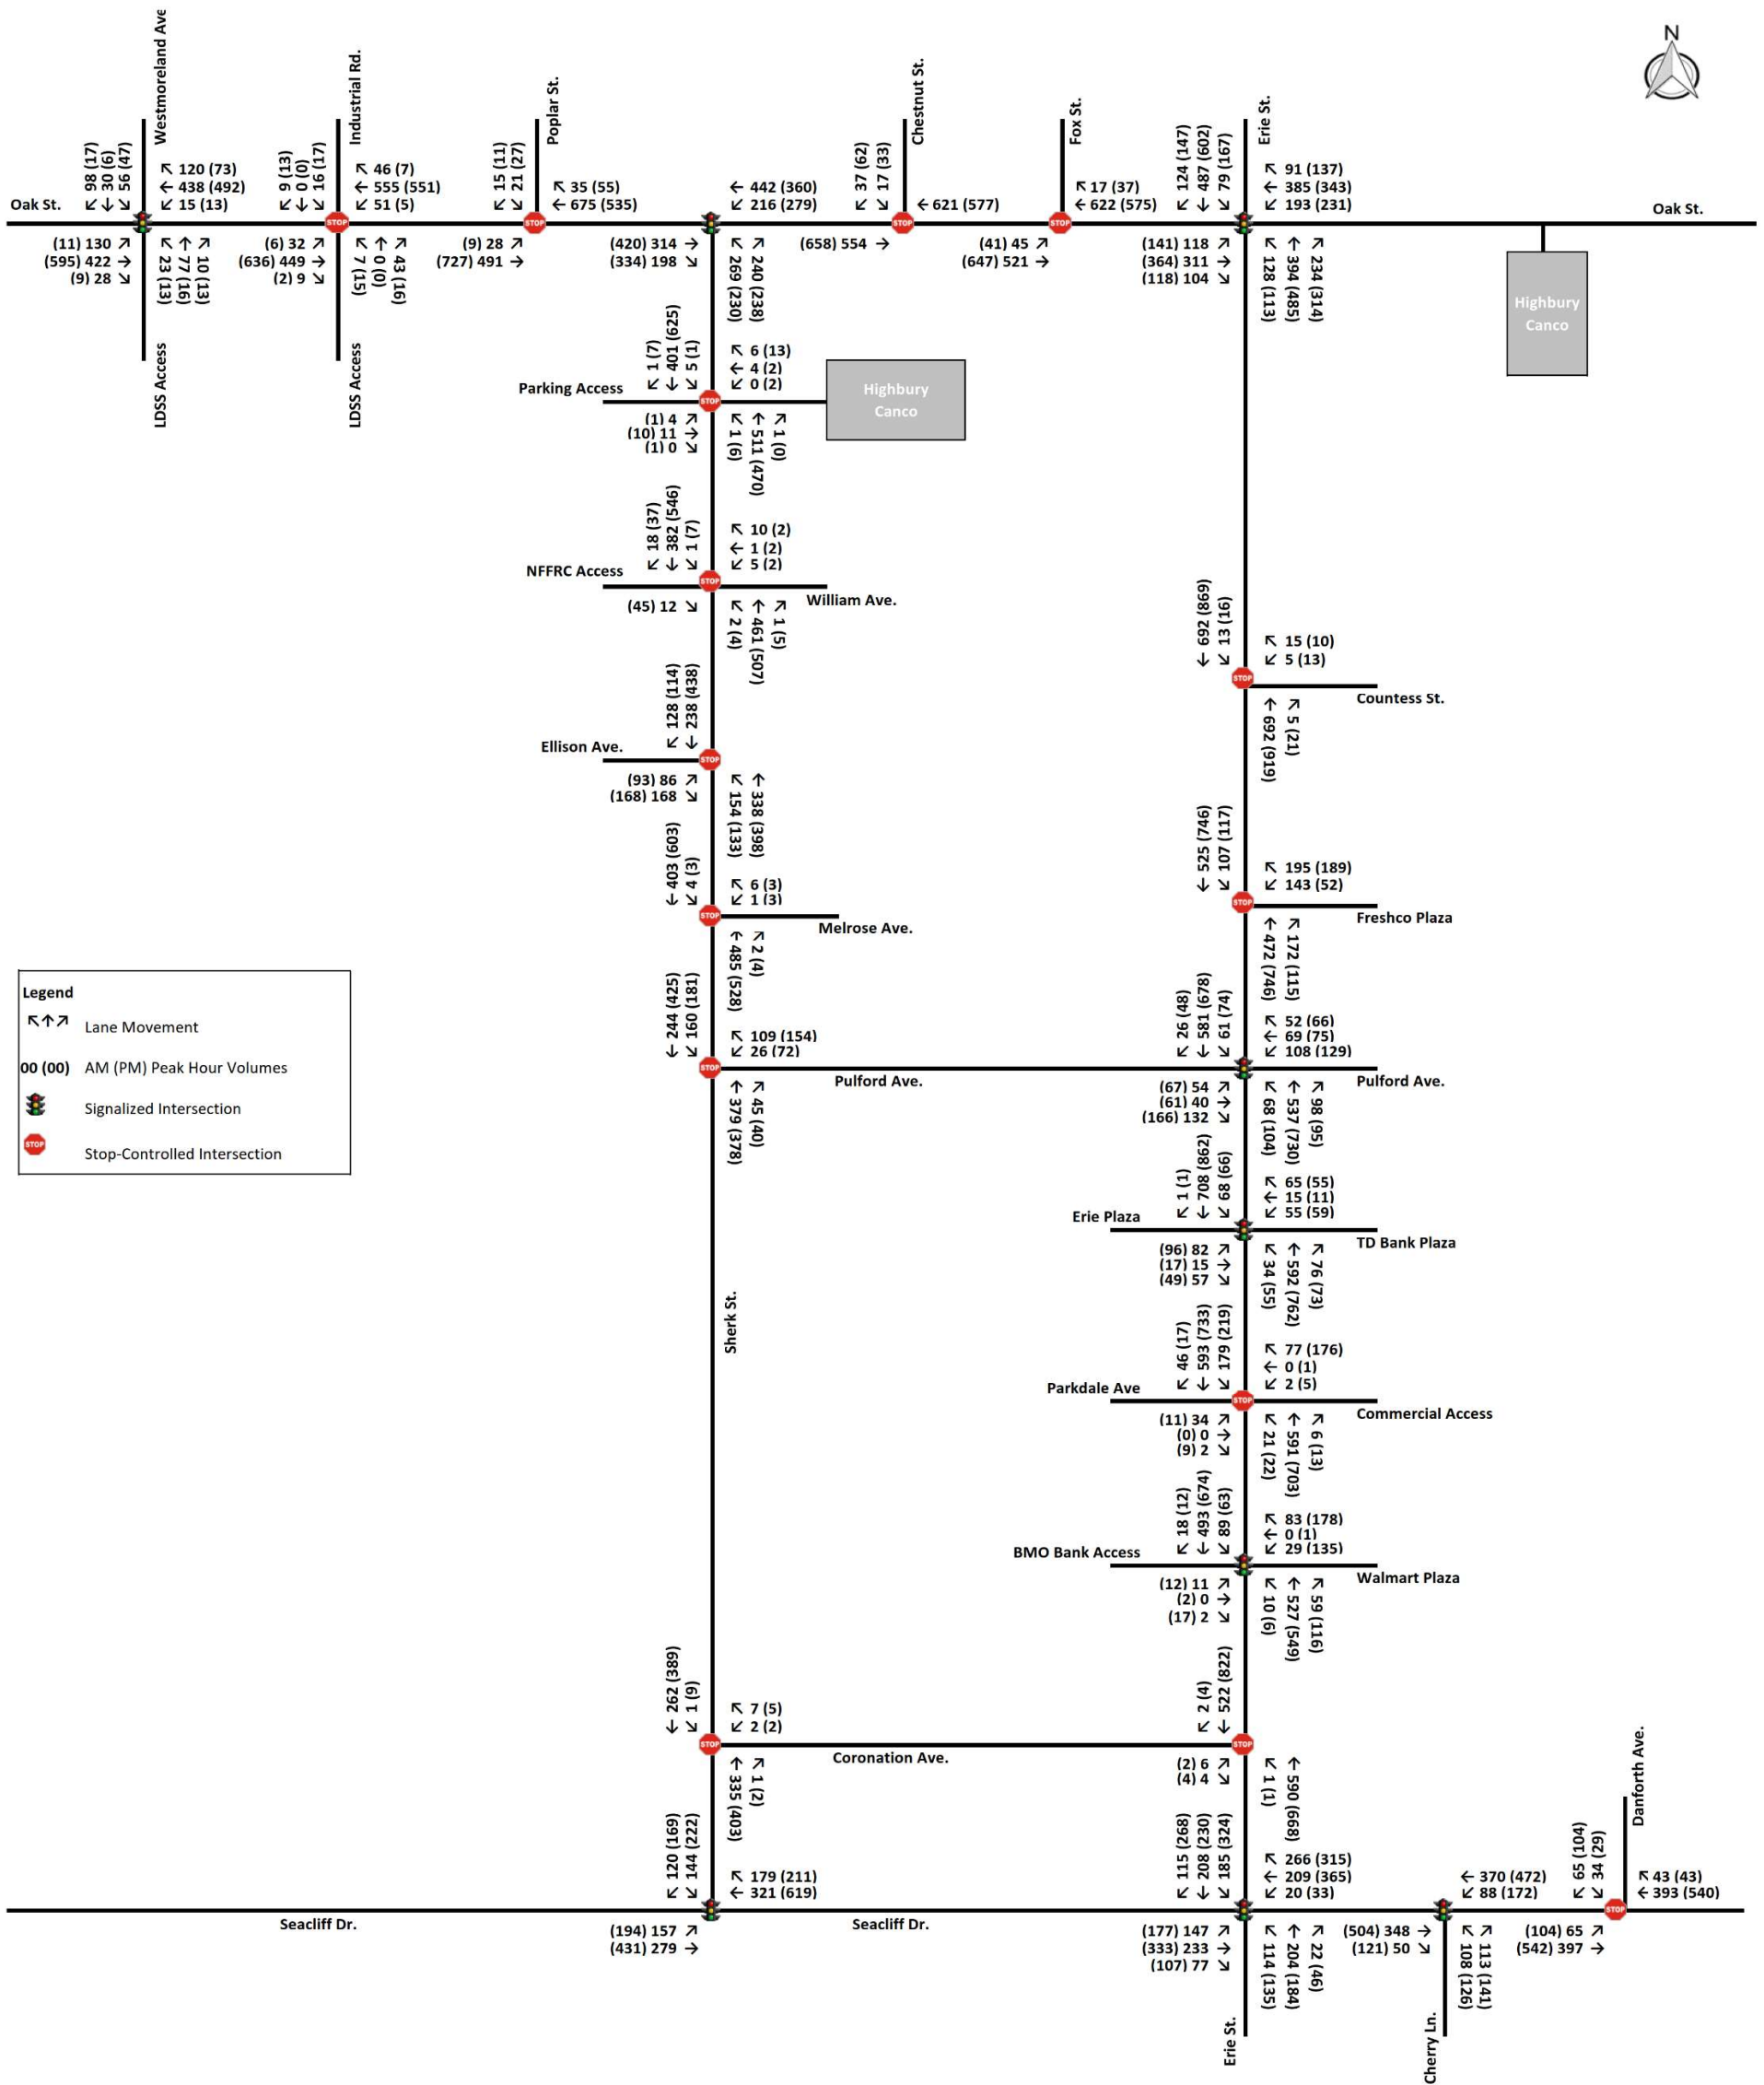 N
Westmoreland Ave
98 (17)
30 (6)
56 (47)
↖ 120 (73)
← 438 (492)
↙ 15 (13)
Oak St.
(11) 130 ↗
(595) 422 →
(9) 28 ↘
23 (13)
77 (16)
10 (13)
LDSS Access
Industrial Rd.
9 (13)
0 (0)
16 (17)
↖ 46 (7)
← 555 (551)
↙ 51 (5)
STOP
(6) 32 ↗
(636) 449 →
(2) 9 ↘
7 (15)
0 (0)
43 (16)
LDSS Access
Poplar St.
15 (11)
21 (27)
↖ 35 (55)
← 675 (535)
STOP
(9) 28 ↗
(727) 491 →
← 442 (360)
↙ 216 (279)
(420) 314 →
(334) 198 ↘
269 (230)
240 (238)
Chestnut St.
37 (62)
17 (33)
← 621 (577)
STOP
(658) 554 →
Fox St.
↖ 17 (37)
← 622 (575)
STOP
(41) 45 ↗
(647) 521 →
Erie St.
124 (147)
487 (602)
79 (167)
↖ 91 (137)
← 385 (343)
↙ 193 (231)
Oak St.
(141) 118 ↗
(364) 311 →
(118) 104 ↘
128 (113)
394 (485)
234 (314)
Highbury
Canco
1 (7)
401 (625)
5 (1)
↖ 6 (13)
← 4 (2)
↙ 0 (2)
Parking Access
STOP
Highbury
Canco
(1) 4 ↗
(10) 11 →
(1) 0 ↘
1 (6)
511 (470)
1 (0)
18 (37)
382 (546)
1 (7)
↖ 10 (2)
← 1 (2)
↙ 5 (2)
NFFRC Access
STOP
William Ave.
(45) 12 ↘
2 (4)
461 (507)
1 (5)
692 (869)
13 (16)
↖ 15 (10)
↙ 5 (13)
STOP
Countess St.
692 (919)
5 (21)
128 (114)
238 (438)
Ellison Ave.
STOP
(93) 86 ↗
(168) 168 ↘
154 (133)
338 (398)
403 (603)
4 (3)
↖ 6 (3)
↙ 1 (3)
STOP
Melrose Ave.
485 (528)
2 (4)
525 (746)
107 (117)
↖ 195 (189)
↙ 143 (52)
STOP
Freshco Plaza
472 (746)
172 (115)
244 (425)
160 (181)
↖ 109 (154)
↙ 26 (72)
STOP
Pulford Ave.
379 (378)
45 (40)
26 (48)
581 (678)
61 (74)
↖ 52 (66)
← 69 (75)
↙ 108 (129)
Pulford Ave.
(67) 54 ↗
(61) 40 →
(166) 132 ↘
68 (104)
537 (730)
98 (95)
Legend
↖↑↗ Lane Movement
00 (00) AM (PM) Peak Hour Volumes
Signalized Intersection
STOP Stop-Controlled Intersection
1 (1)
708 (862)
68 (66)
↖ 65 (55)
← 15 (11)
↙ 55 (59)
Erie Plaza
TD Bank Plaza
(96) 82 ↗
(17) 15 →
(49) 57 ↘
34 (55)
592 (762)
76 (73)
Sherk St.
46 (17)
593 (733)
179 (219)
↖ 77 (176)
← 0 (1)
↙ 2 (5)
Parkdale Ave
STOP
Commercial Access
(11) 34 ↗
(0) 0 →
(9) 2 ↘
21 (22)
591 (703)
6 (13)
18 (12)
493 (674)
89 (63)
↖ 83 (178)
← 0 (1)
↙ 29 (135)
BMO Bank Access
Walmart Plaza
(12) 11 ↗
(2) 0 →
(17) 2 ↘
10 (6)
527 (549)
59 (116)
262 (389)
1 (9)
↖ 7 (5)
↙ 2 (2)
STOP
Coronation Ave.
335 (403)
1 (2)
2 (4)
522 (822)
STOP
(2) 6 ↗
(4) 4 ↘
1 (1)
590 (668)
120 (169)
144 (222)
↖ 179 (211)
← 321 (619)
Seacliff Dr.
(194) 157 ↗
(431) 279 →
Seacliff Dr.
115 (268)
208 (230)
185 (324)
↖ 266 (315)
← 209 (365)
↙ 20 (33)
(177) 147 ↗
(333) 233 →
(107) 77 ↘
114 (135)
204 (184)
22 (46)
Erie St.
← 370 (472)
↙ 88 (172)
(504) 348 →
(121) 50 ↘
108 (126)
113 (141)
Cherry Ln.
Danforth Ave.
65 (104)
34 (29)
↖ 43 (43)
← 393 (540)
STOP
(104) 65 ↗
(542) 397 →